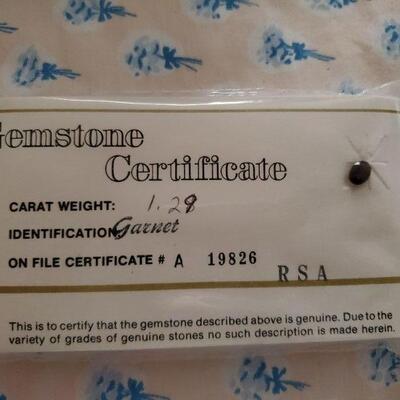 Gemstone
Certificate
CARAT WEIGHT: 1.28
IDENTIFICATION: Garnet
ON FILE CERTIFICATE # A 19826
RSA
This is to certify that the gemstone described above is genuine. Due to the
variety of grades of genuine stones no such description is made herein.